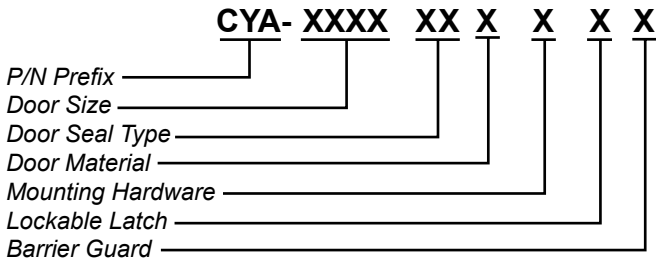 CYA- XXXX XX X X X X
P/N Prefix
Door Size
Door Seal Type
Door Material
Mounting Hardware
Lockable Latch
Barrier Guard